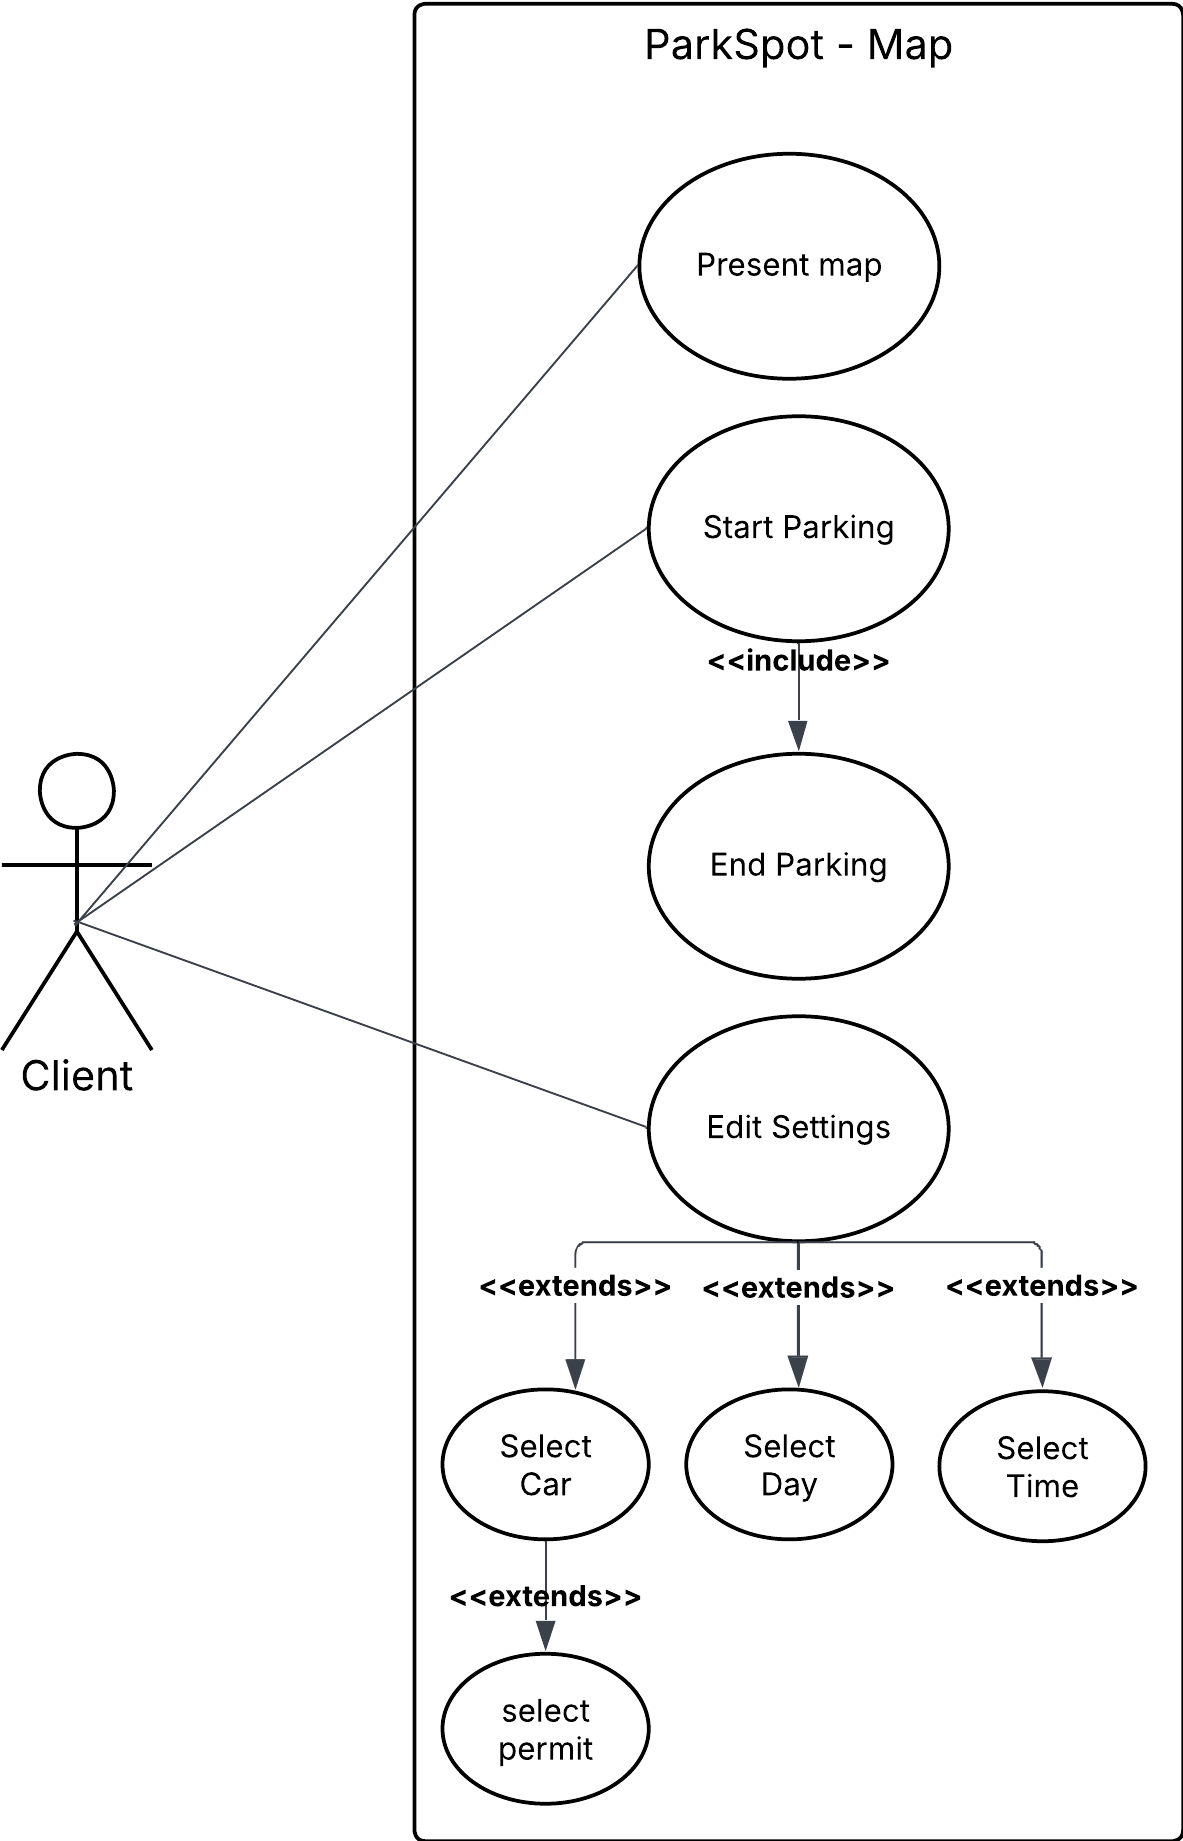 ParkSpot - Map
Present map
Start Parking
<<include>>
End Parking
Client
Edit Settings
<<extends>>
<<extends>>
<<extends>>
Select
Car
Select
Day
Select
Time
<<extends>>
select
permit